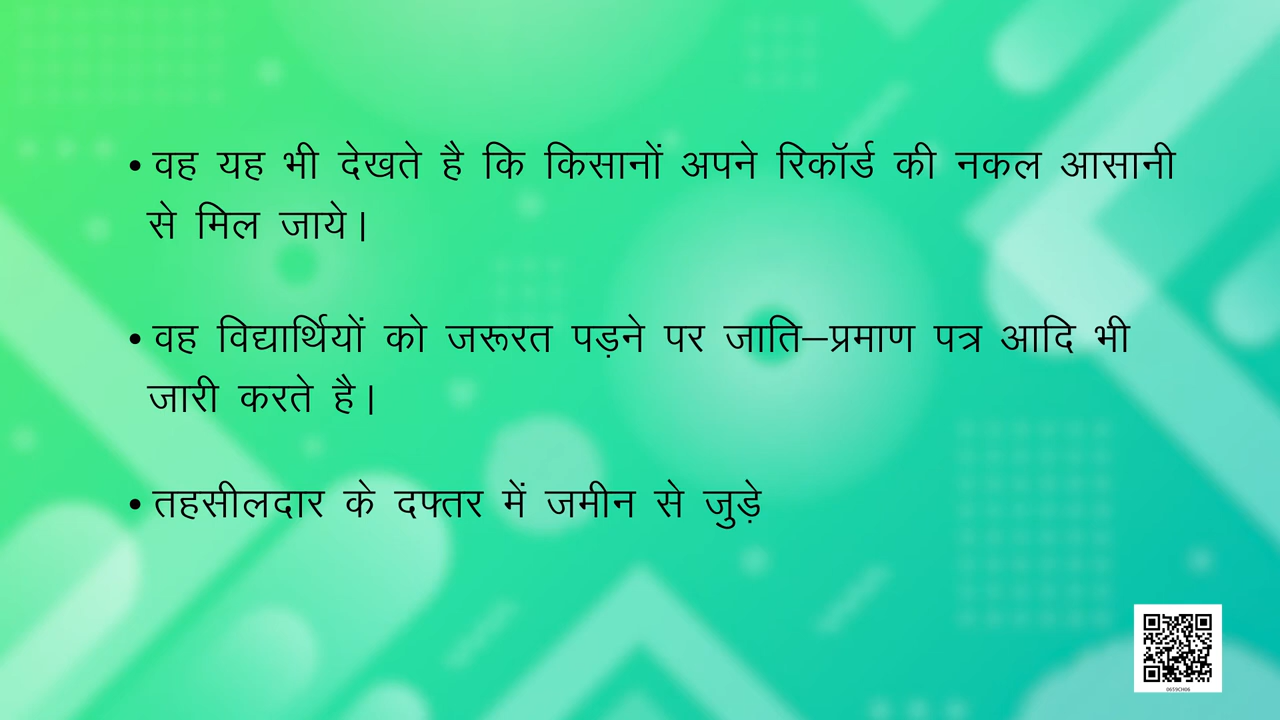 • वह यह भी देखते है कि किसानों अपने रिकॉर्ड की नकल आसानी
से मिल जाये।
• वह विद्यार्थियों को जरूरत पड़ने पर जाति–प्रमाण पत्र आदि भी
जारी करते है।
• तहसीलदार के दफ्तर में जमीन से जुड़े
0659CH06